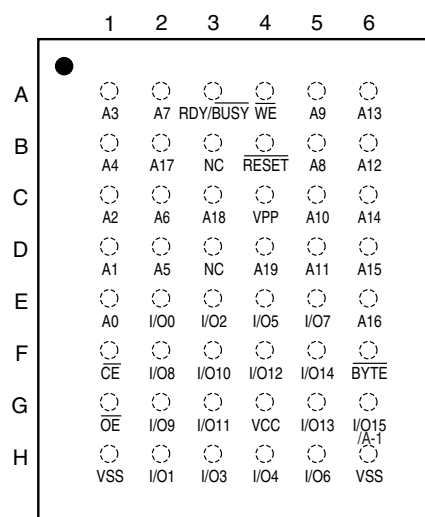 1 2 3 4 5 6
A
A3 A7 RDY/BUSY WE A9 A13
B
A4 A17 NC RESET A8 A12
C
A2 A6 A18 VPP A10 A14
D
A1 A5 NC A19 A11 A15
E
A0 I/O0 I/O2 I/O5 I/O7 A16
F
CE I/O8 I/O10 I/O12 I/O14 BYTE
G
OE I/O9 I/O11 VCC I/O13 I/O15
/A-1
H
VSS I/O1 I/O3 I/O4 I/O6 VSS